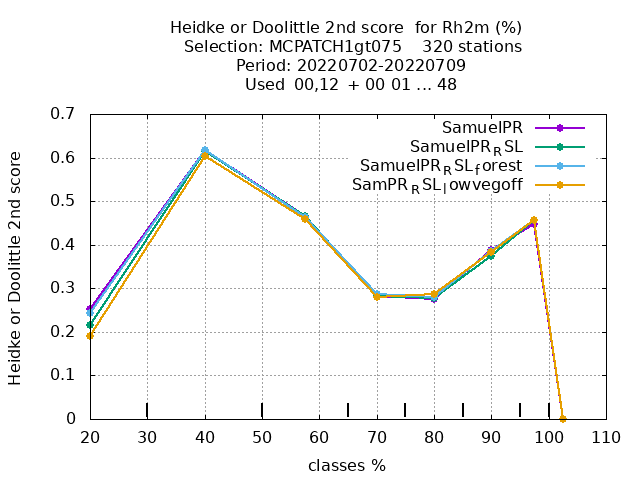 Heidke or Doolittle 2nd score  for Rh2m (%)
Selection: MCPATCH1gt075    320 stations
Period: 20220702-20220709
Used  00,12  + 00 01 ... 48
Heidke or Doolittle 2nd score
0.7
0.6
0.5
0.4
0.3
0.2
0.1
0
SamuelPR
SamuelPR_RSL
SamuelPR_RSL_forest
SamPR_RSL_lowvegoff
20 30 40 50 60 70 80 90 100 110
classes %